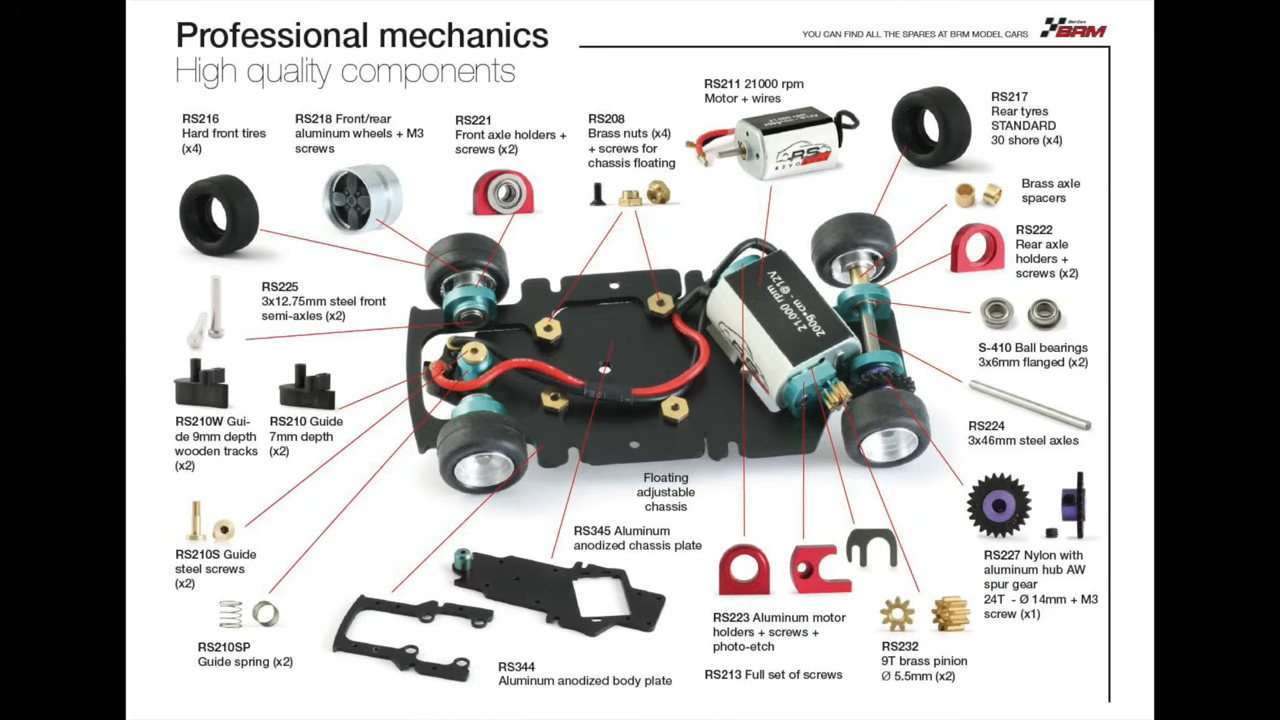 Professional mechanics
High quality components
YOU CAN FIND ALL THE SPARES AT BRM MODEL CARS
BRM
RS216
Hard front tires
(x4)
RS218 Front/rear
aluminum wheels + M3
screws
RS221
Front axle holders +
screws (x2)
RS208
Brass nuts (x4)
+ screws for
chassis floating
RS211 21000 rpm
Motor + wires
RS217
Rear tyres
STANDARD
30 shore (x4)
Brass axle
spacers
RS222
Rear axle
holders +
screws (x2)
RS225
3x12.75mm steel front
semi-axles (x2)
21.000 rpm
200g*cm - @12V
S-410 Ball bearings
3x6mm flanged (x2)
RS210W Gui-
de 9mm depth
wooden tracks
(x2)
RS210 Guide
7mm depth
(x2)
RS224
3x46mm steel axles
Floating
adjustable
chassis
RS210S Guide
steel screws
(x2)
RS345 Aluminum
anodized chassis plate
RS227 Nylon with
aluminum hub AW
spur gear
24T - Ø 14mm + M3
screw (x1)
RS223 Aluminum motor
holders + screws +
photo-etch
RS210SP
Guide spring (x2)
RS344
Aluminum anodized body plate
RS213 Full set of screws
RS232
9T brass pinion
Ø 5.5mm (x2)